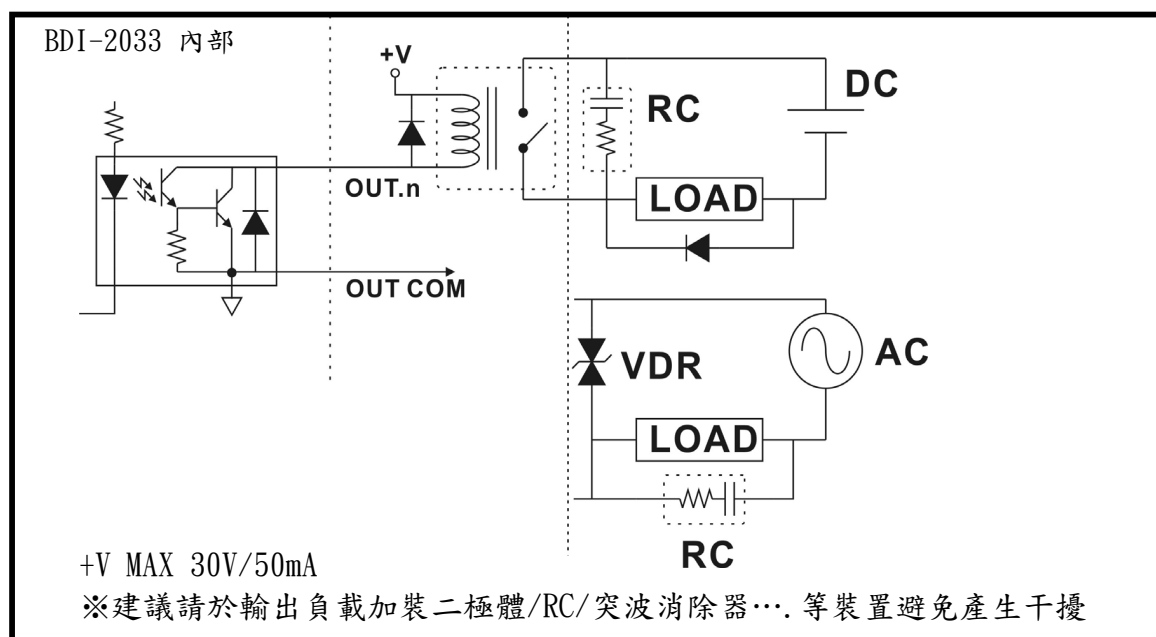 BDI-2033 內部
+V
OUT.n
OUT COM
RC
DC
LOAD
VDR
AC
LOAD
RC
+V MAX 30V/50mA
※建議請於輸出負載加裝二極體/RC/突波消除器….等裝置避免產生干擾